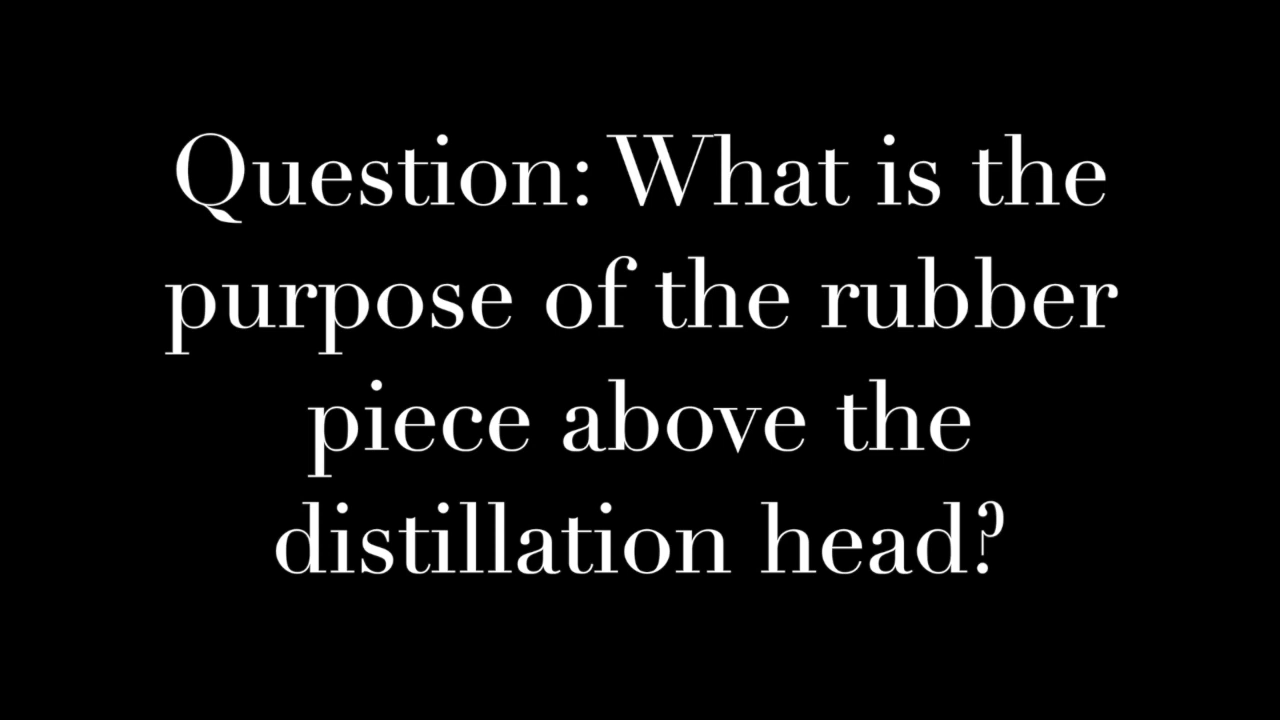 Question: What is the
purpose of the rubber
piece above the
distillation head?